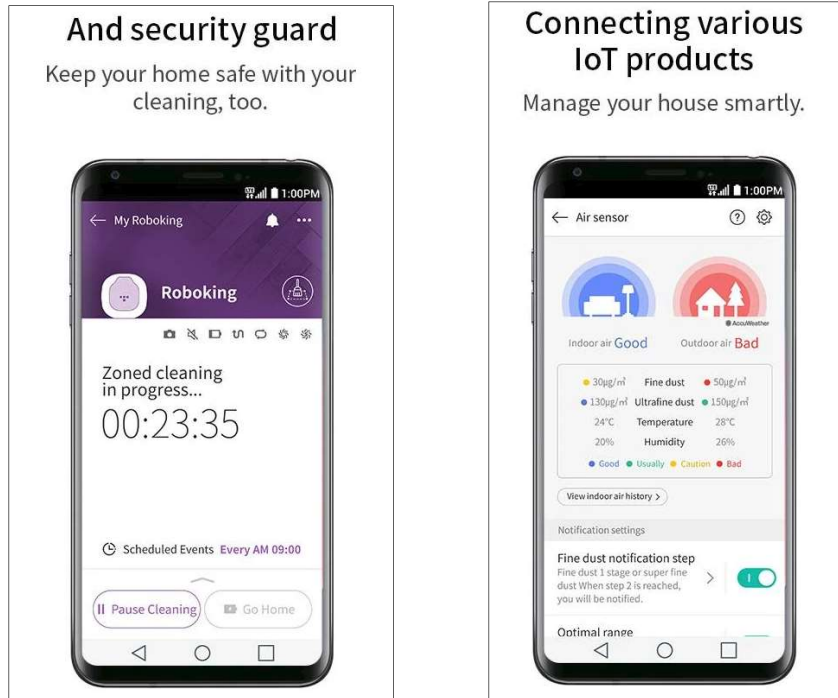 And security guard
Keep your home safe with your
cleaning, too.
1:00PM
My Roboking
Roboking
Zoned cleaning
in progress...
00:23:35
Scheduled Events Every AM 09:00
Pause Cleaning
Go Home
Connecting various
IoT products
Manage your house smartly.
1:00PM
Air sensor
AccuWeather
Indoor air Good
Outdoor air Bad
30μg/㎥ Fine dust 50μg/㎥
130μg/㎥ Ultrafine dust 150μg/㎥
24℃ Temperature 28℃
20% Humidity 26%
Good Usually Caution Bad
View indoor air history >
Notification settings
Fine dust notification step
Fine dust 1 stage or super fine
dust When step 2 is reached,
you will be notified.
Optimal range